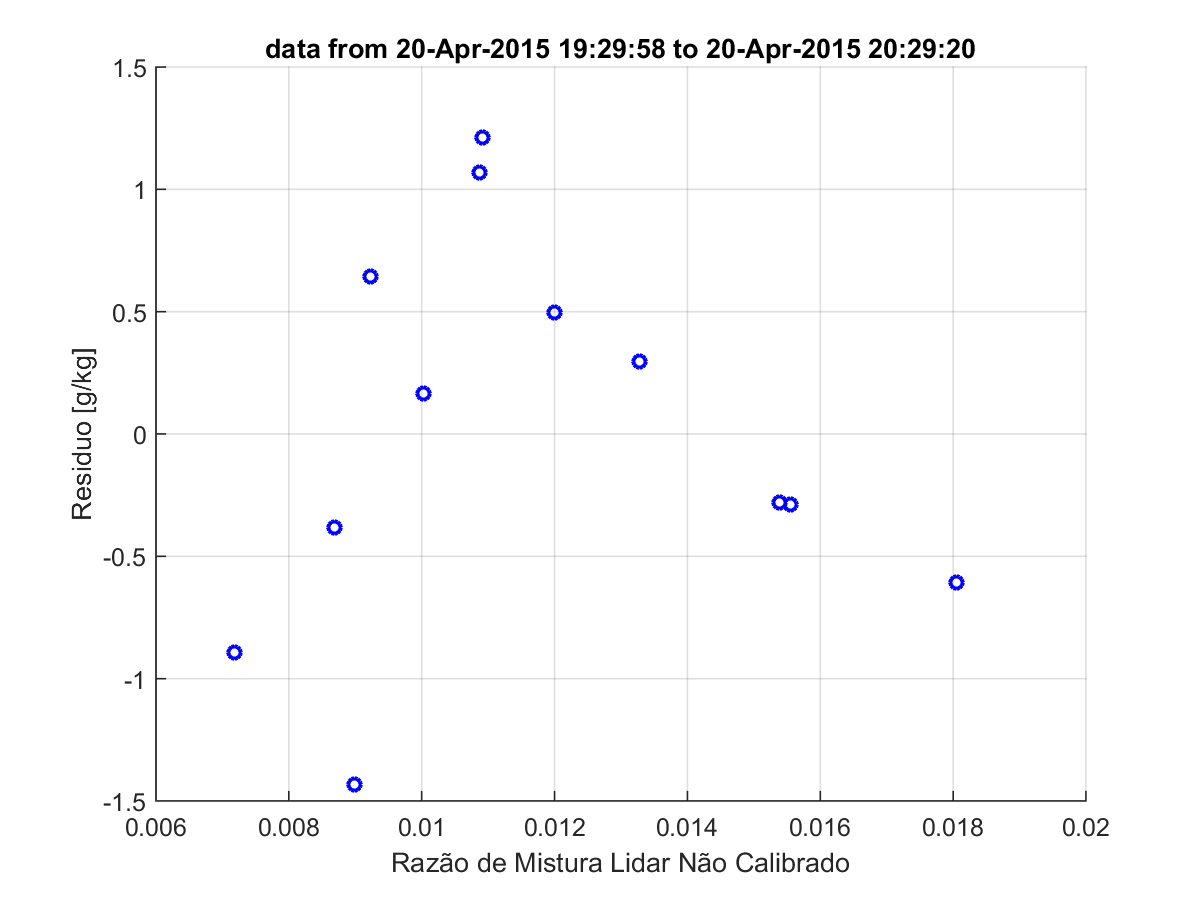 data from 20-Apr-2015 19:29:58 to 20-Apr-2015 20:29:20
1.5
1
0.5
0
-0.5
-1
-1.5
Residuo [g/kg]
0.006 0.008 0.01 0.012 0.014 0.016 0.018 0.02
Razão de Mistura Lidar Não Calibrado